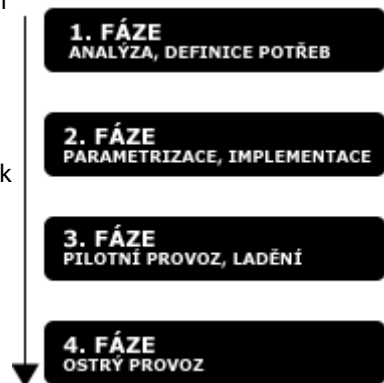 1. FÁZE
ANALÝZA, DEFINICE POTŘEB
2. FÁZE
PARAMETRIZACE, IMPLEMENTACE
k
3. FÁZE
PILOTNÍ PROVOZ, LADĚNÍ
4. FÁZE
OSTRÝ PROVOZ